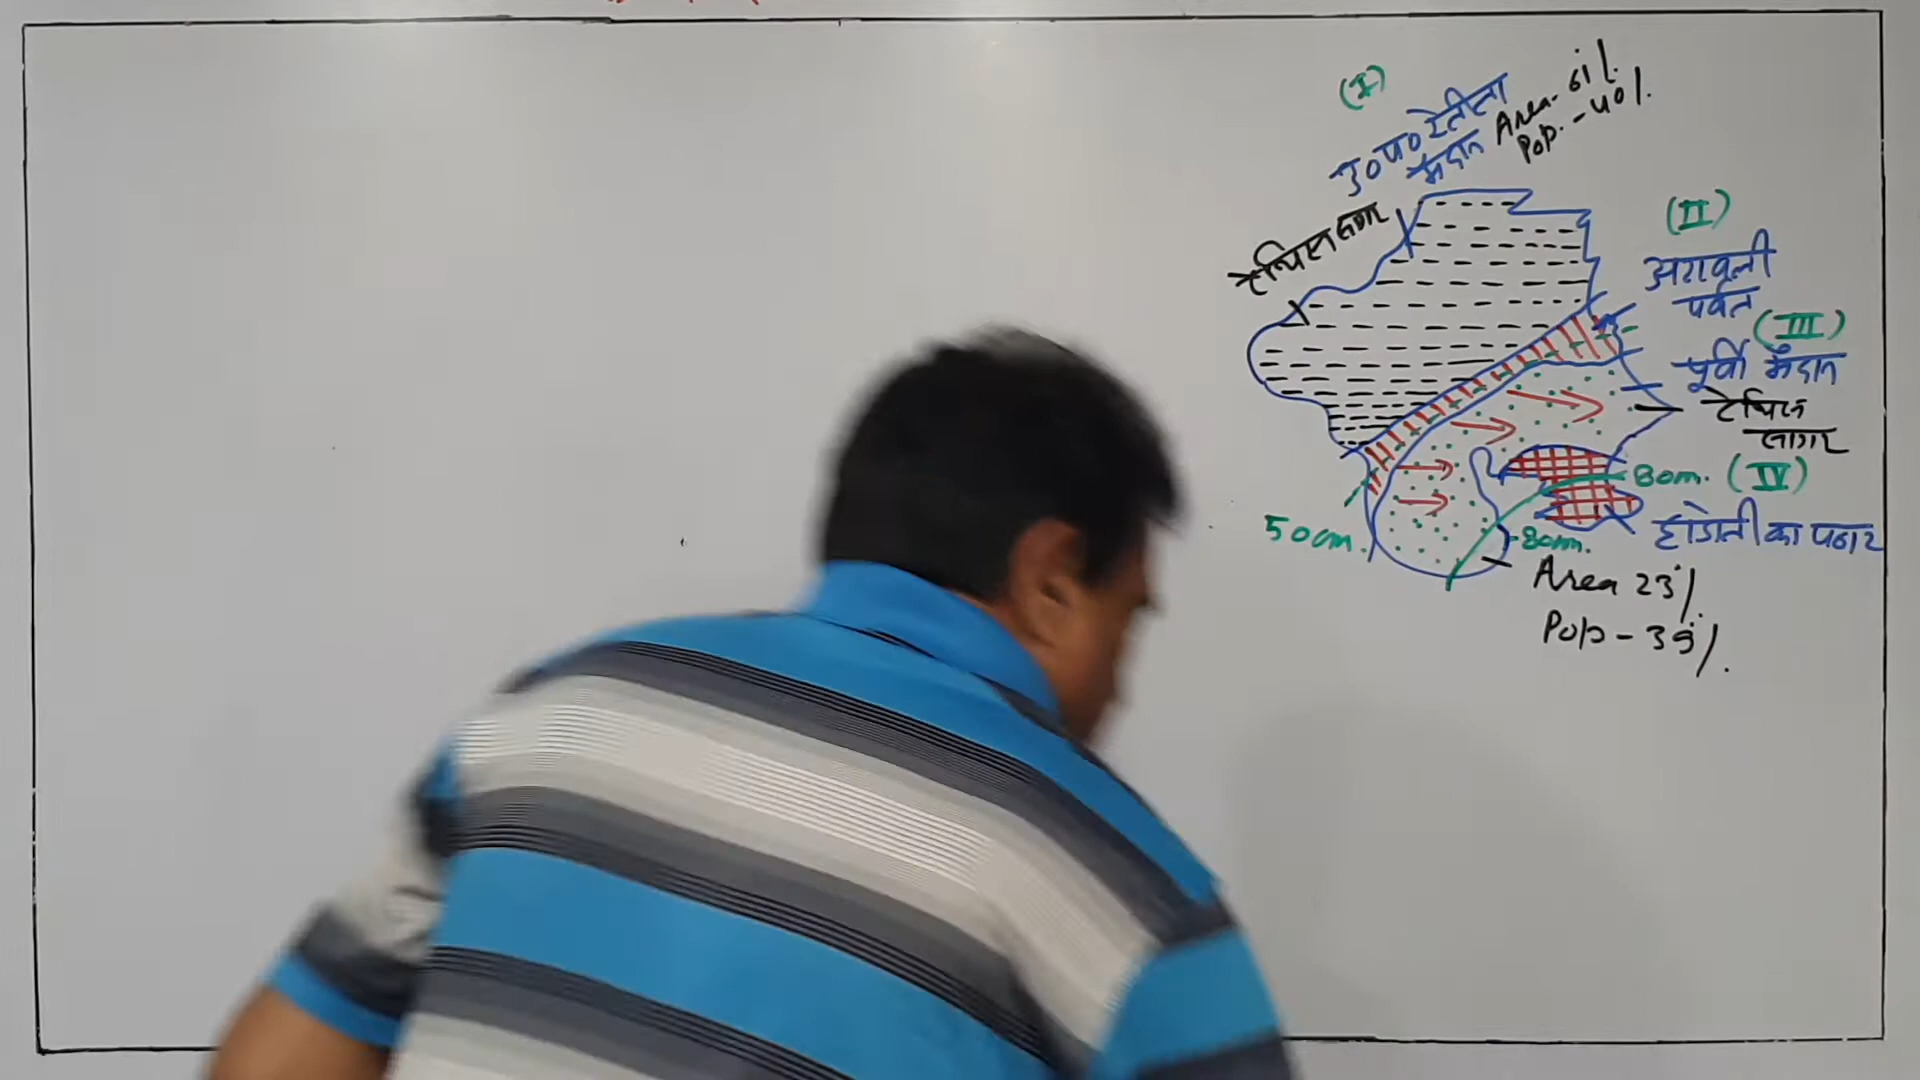 (I)
उ०प० रेतीला
मैदान
Area- 61%.
Pop. - 40%.
टेथिस सागर
(II)
अरावली
पर्वत
(III)
पूर्वी मैदान
टेथिस
सागर
80cm. (IV)
हाडौती का पठार
50cm.
80cm.
Area 23%.
Pop - 39%.